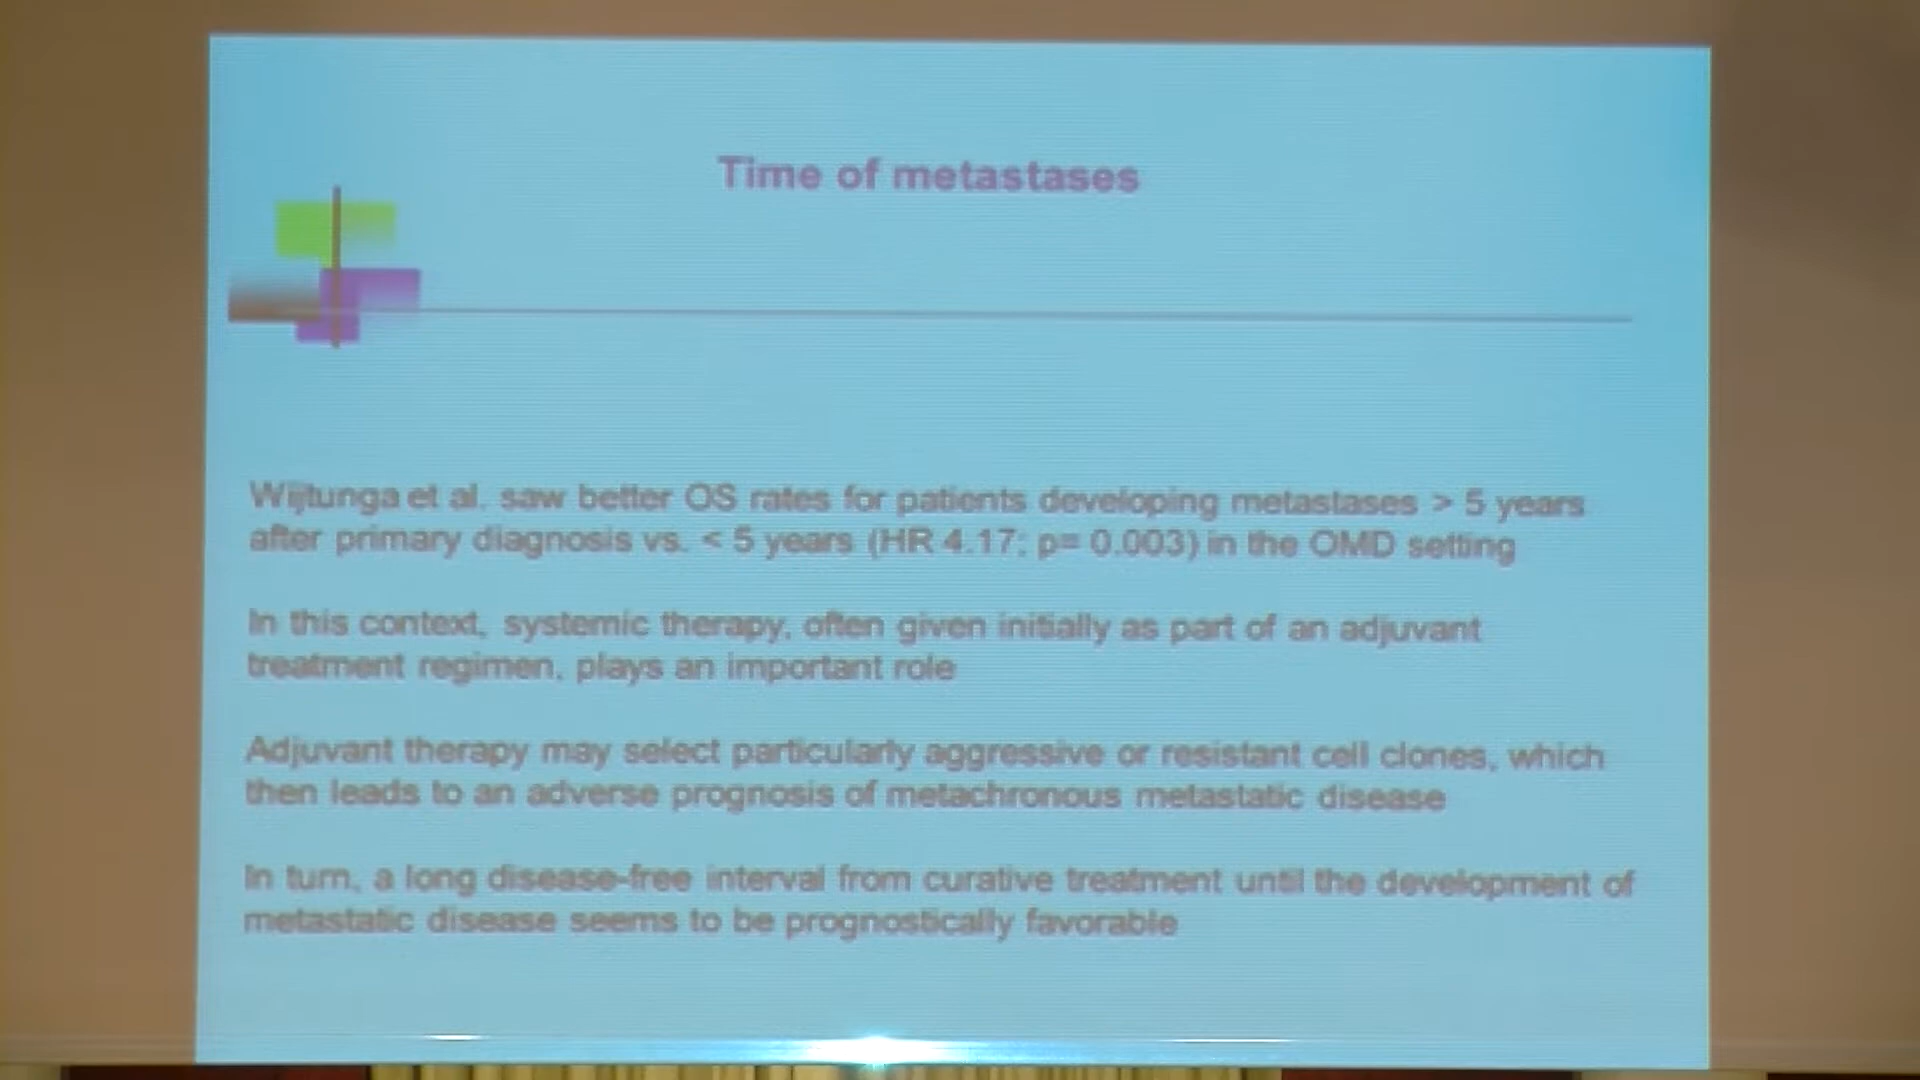 Time of metastases
Wijtunga et al. saw better OS rates for patients developing metastases > 5 years
after primary diagnosis vs. < 5 years (HR 4.17; p= 0.003) in the OMD setting
In this context, systemic therapy, often given initially as part of an adjuvant
treatment regimen, plays an important role
Adjuvant therapy may select particularly aggressive or resistant cell clones, which
then leads to an adverse prognosis of metachronous metastatic disease
In turn, a long disease-free interval from curative treatment until the development of
metastatic disease seems to be prognostically favorable